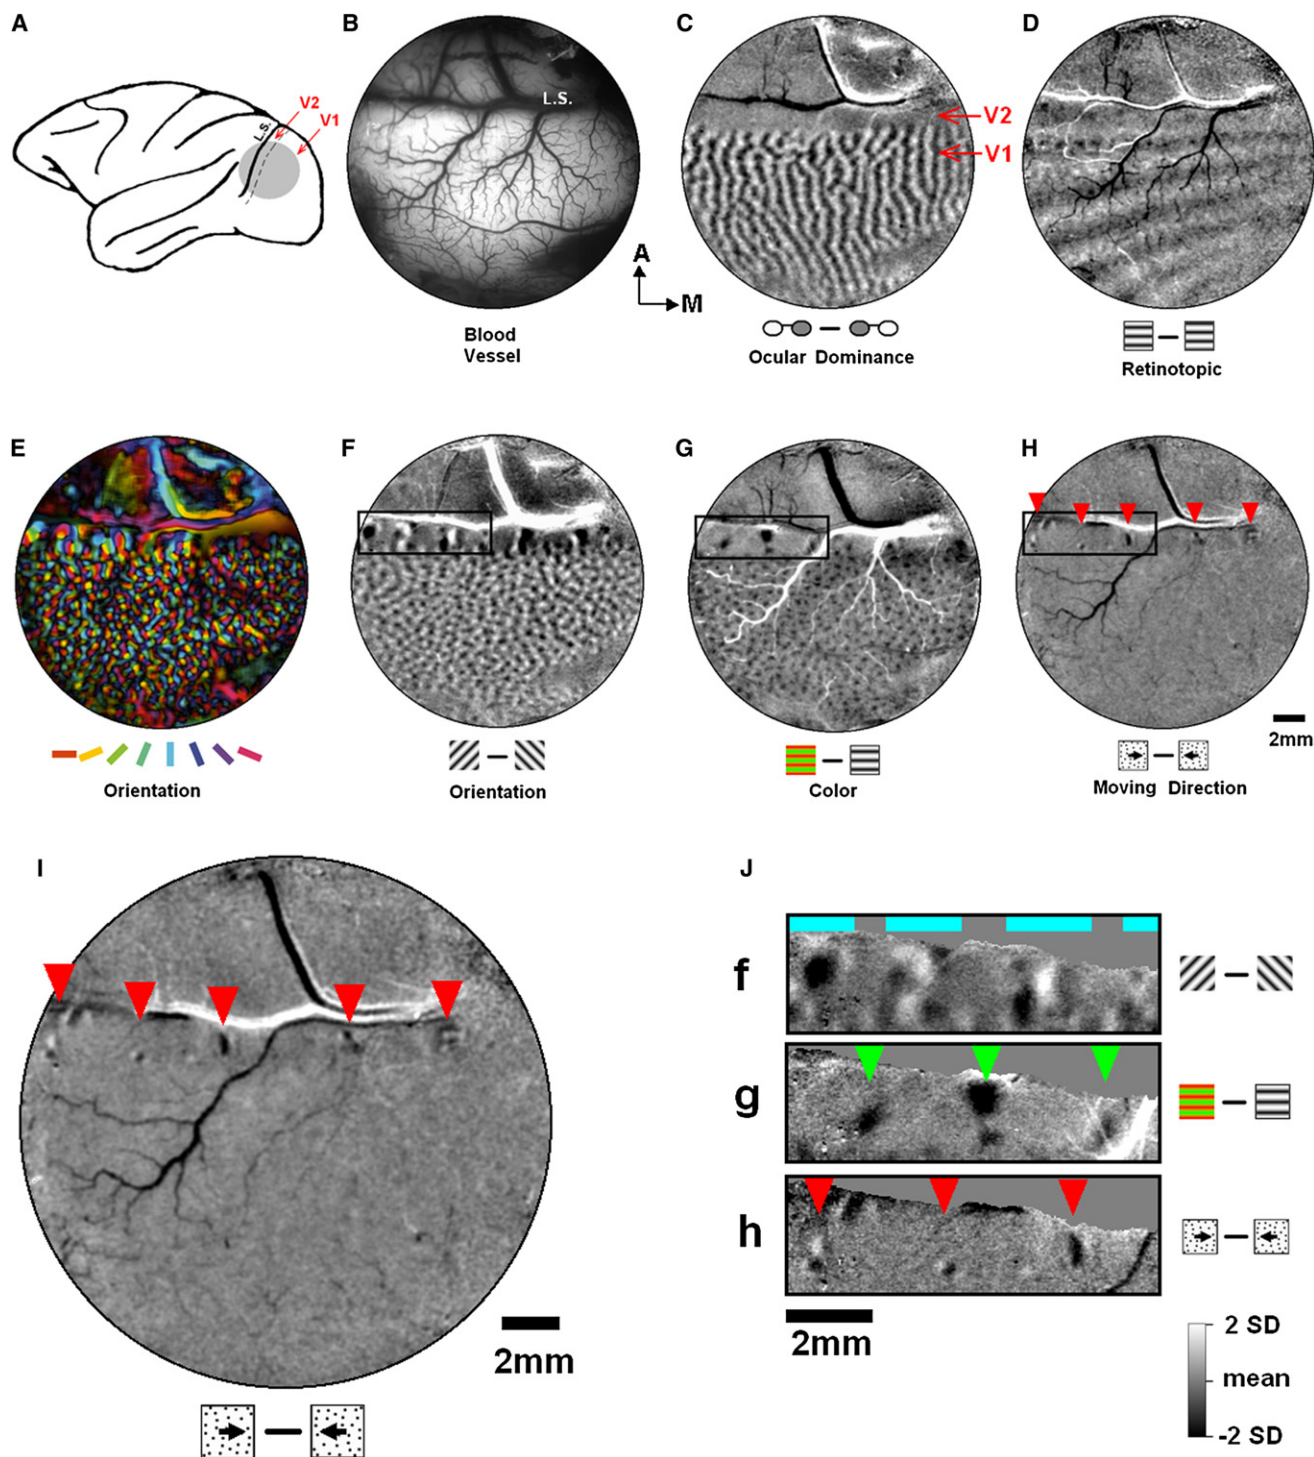 A
B
C
D
L.S.
V2
V1
L.S.
V2
V1
A
M
Blood
Vessel
Ocular Dominance
Retinotopic
E
F
G
H
2mm
Orientation
Orientation
Color
Moving Direction
I
J
f
g
h
2mm
2mm
2 SD
mean
-2 SD